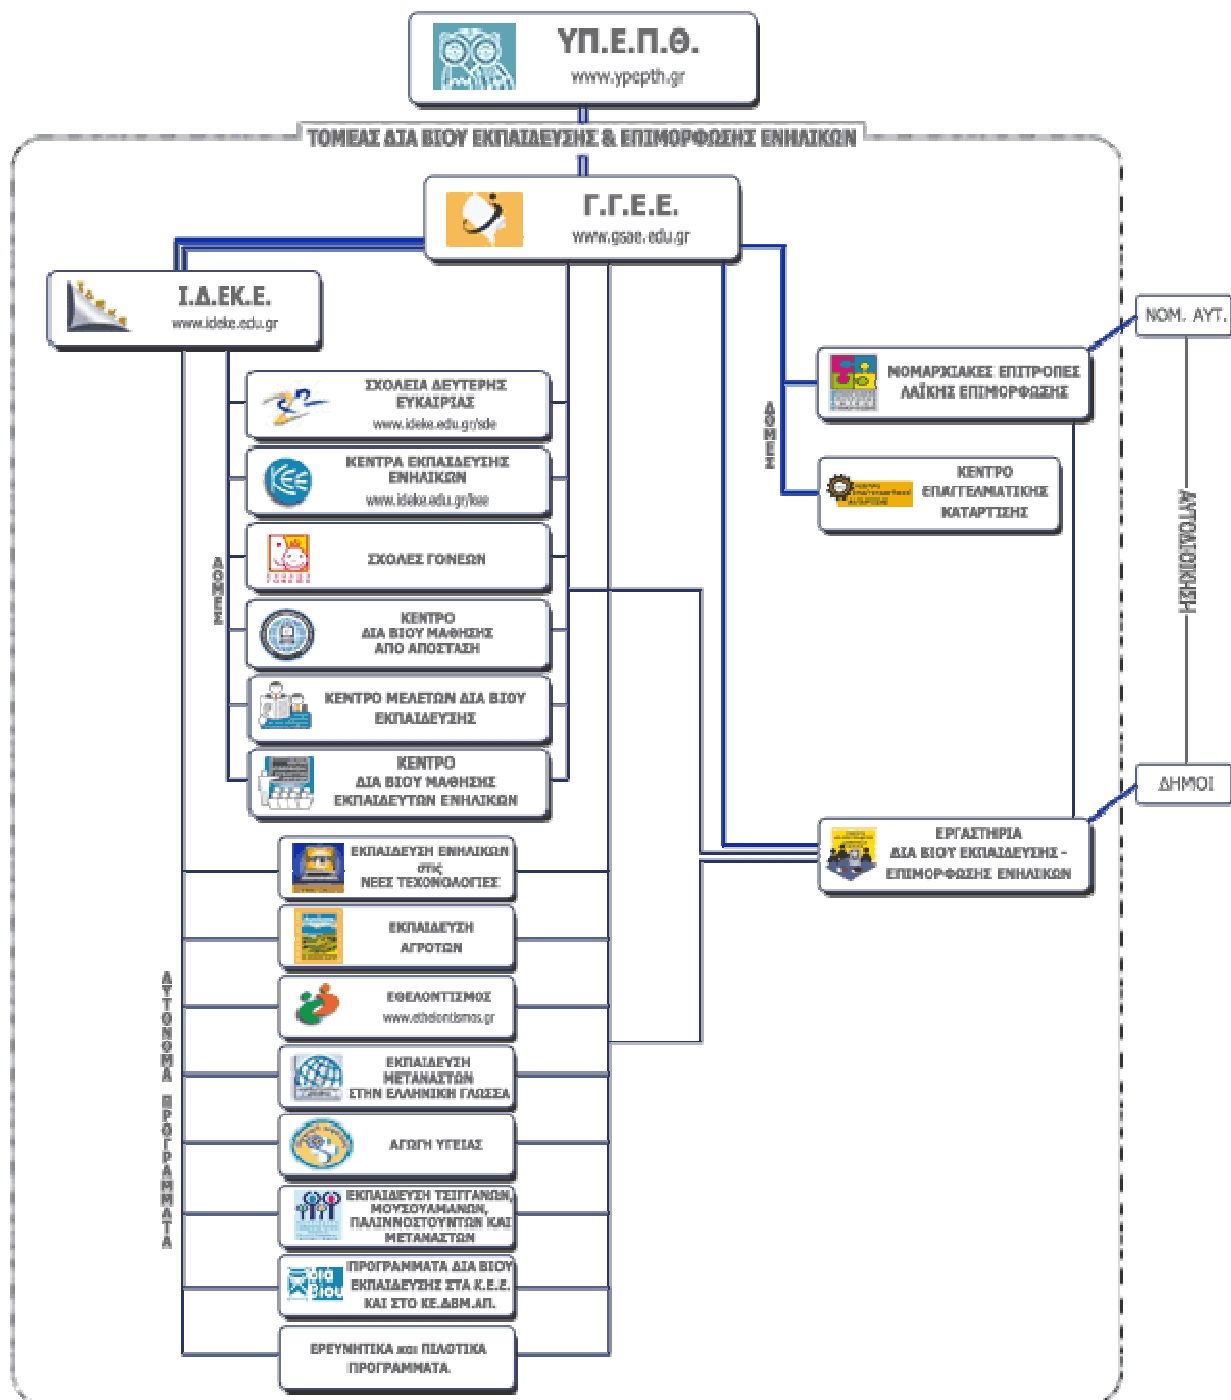 ΥΠ.Ε.Π.Θ.
www.ypepth.gr
ΤΟΜΕΑΣ ΔΙΑ ΒΙΟΥ ΕΚΠΑΙΔΕΥΣΗΣ & ΕΠΙΜΟΡΦΩΣΗΣ ΕΝΗΛΙΚΩΝ
Γ.Γ.Ε.Ε.
www.gsae.edu.gr
Ι.Δ.ΕΚ.Ε.
www.ideke.edu.gr
ΝΟΜ. ΑΥΤ.
ΝΟΜΑΡΧΙΑΚΕΣ ΕΠΙΤΡΟΠΕΣ
ΛΑΪΚΗΣ ΕΠΙΜΟΡΦΩΣΗΣ
ΔΟΜΕΣ
ΚΕΝΤΡΟ
ΕΠΑΓΓΕΛΜΑΤΙΚΗΣ
ΚΑΤΑΡΤΙΣΗΣ
ΑΥΤΟΔΙΟΙΚΗΣΗ
ΔΗΜΟΙ
ΕΡΓΑΣΤΗΡΙΑ
ΔΙΑ ΒΙΟΥ ΕΚΠΑΙΔΕΥΣΗΣ -
ΕΠΙΜΟΡΦΩΣΗΣ ΕΝΗΛΙΚΩΝ
ΔΟΜΕΣ
ΣΧΟΛΕΙΑ ΔΕΥΤΕΡΗΣ
ΕΥΚΑΙΡΙΑΣ
www.ideke.edu.gr/sde
ΚΕΝΤΡΑ ΕΚΠΑΙΔΕΥΣΗΣ
ΕΝΗΛΙΚΩΝ
www.ideke.edu.gr/kee
ΣΧΟΛΕΣ ΓΟΝΕΩΝ
ΚΕΝΤΡΟ
ΔΙΑ ΒΙΟΥ ΜΑΘΗΣΗΣ
ΑΠΟ ΑΠΟΣΤΑΣΗ
ΚΕΝΤΡΟ ΜΕΛΕΤΩΝ ΔΙΑ ΒΙΟΥ
ΕΚΠΑΙΔΕΥΣΗΣ
ΚΕΝΤΡΟ
ΔΙΑ ΒΙΟΥ ΜΑΘΗΣΗΣ
ΕΚΠΑΙΔΕΥΤΩΝ ΕΝΗΛΙΚΩΝ
ΑΥΤΟΝΟΜΑ ΠΡΟΓΡΑΜΜΑΤΑ
ΕΚΠΑΙΔΕΥΣΗ ΕΝΗΛΙΚΩΝ
στις
ΝΕΕΣ ΤΕΧΟΝΟΛΟΓΙΕΣ
ΕΚΠΑΙΔΕΥΣΗ
ΑΓΡΟΤΩΝ
ΕΘΕΛΟΝΤΙΣΜΟΣ
www.ethelontismos.gr
ΕΚΠΑΙΔΕΥΣΗ
ΜΕΤΑΝΑΣΤΩΝ
ΣΤΗΝ ΕΛΛΗΝΙΚΗ ΓΛΩΣΣΑ
ΑΓΩΓΗ ΥΓΕΙΑΣ
ΕΚΠΑΙΔΕΥΣΗ ΤΣΙΓΓΑΝΩΝ,
ΜΟΥΣΟΥΛΜΑΝΩΝ,
ΠΑΛΙΝΝΟΣΤΟΥΝΤΩΝ ΚΑΙ
ΜΕΤΑΝΑΣΤΩΝ
διά
βίου
ΠΡΟΓΡΑΜΜΑΤΑ ΔΙΑ ΒΙΟΥ
ΕΚΠΑΙΔΕΥΣΗΣ ΣΤΑ Κ.Ε.Ε.
ΚΑΙ ΣΤΟ ΚΕ.ΔΒΜ.ΑΠ.
ΕΡΕΥΝΗΤΙΚΑ και ΠΙΛΟΤΙΚΑ
ΠΡΟΓΡΑΜΜΑΤΑ